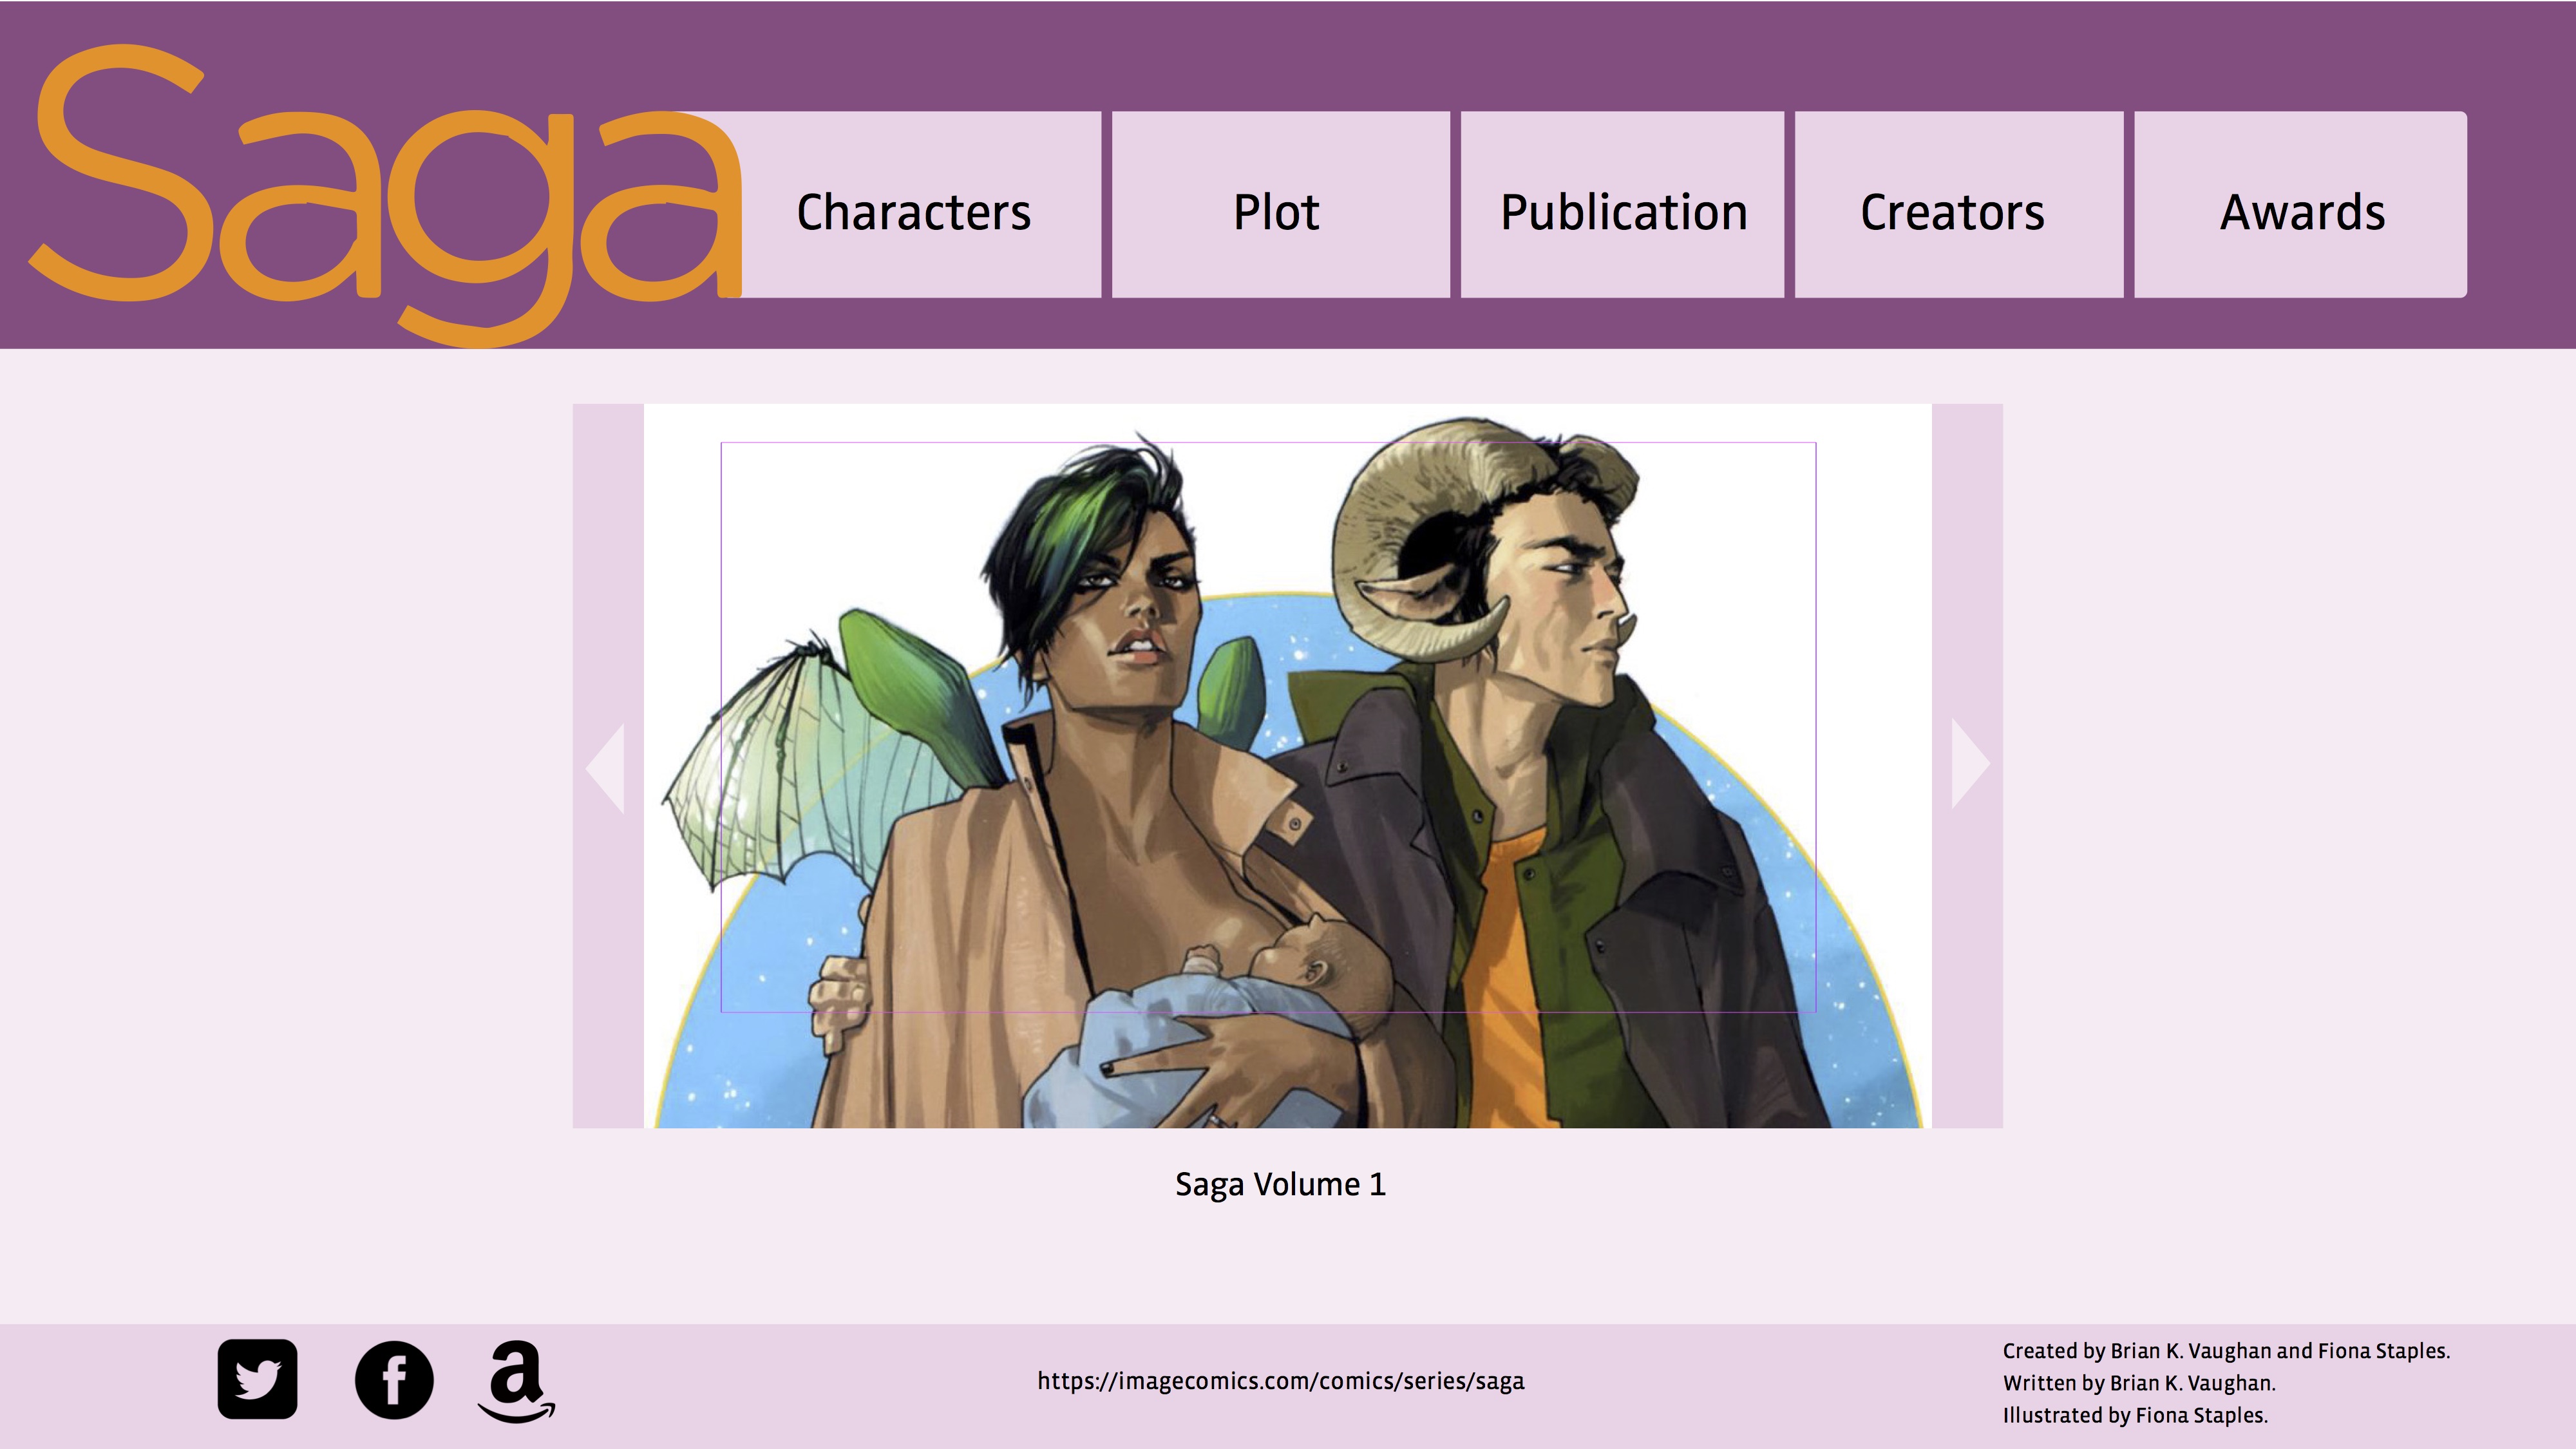 Saga
Characters
Plot
Publication
Creators
Awards
Saga Volume 1
https://imagecomics.com/comics/series/saga
Created by Brian K. Vaughan and Fiona Staples.
Written by Brian K. Vaughan.
Illustrated by Fiona Staples.